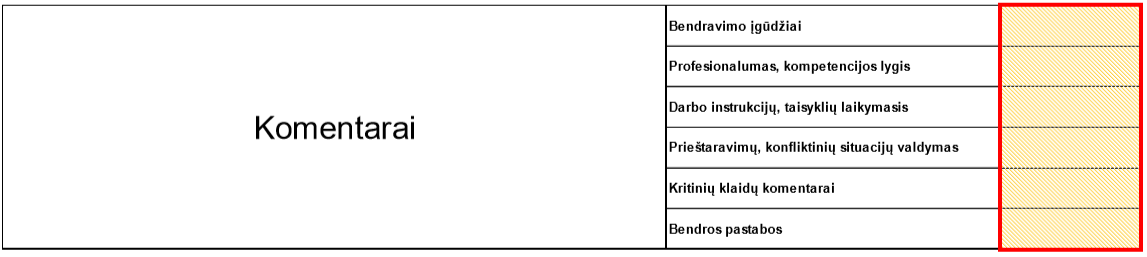 Komentarai
Bendravimo įgūdžiai
Profesionalumas, kompetencijos lygis
Darbo instrukcijų, taisyklių laikymasis
Prieštaravimų, konfliktinių situacijų valdymas
Kritinių klaidų komentarai
Bendros pastabos